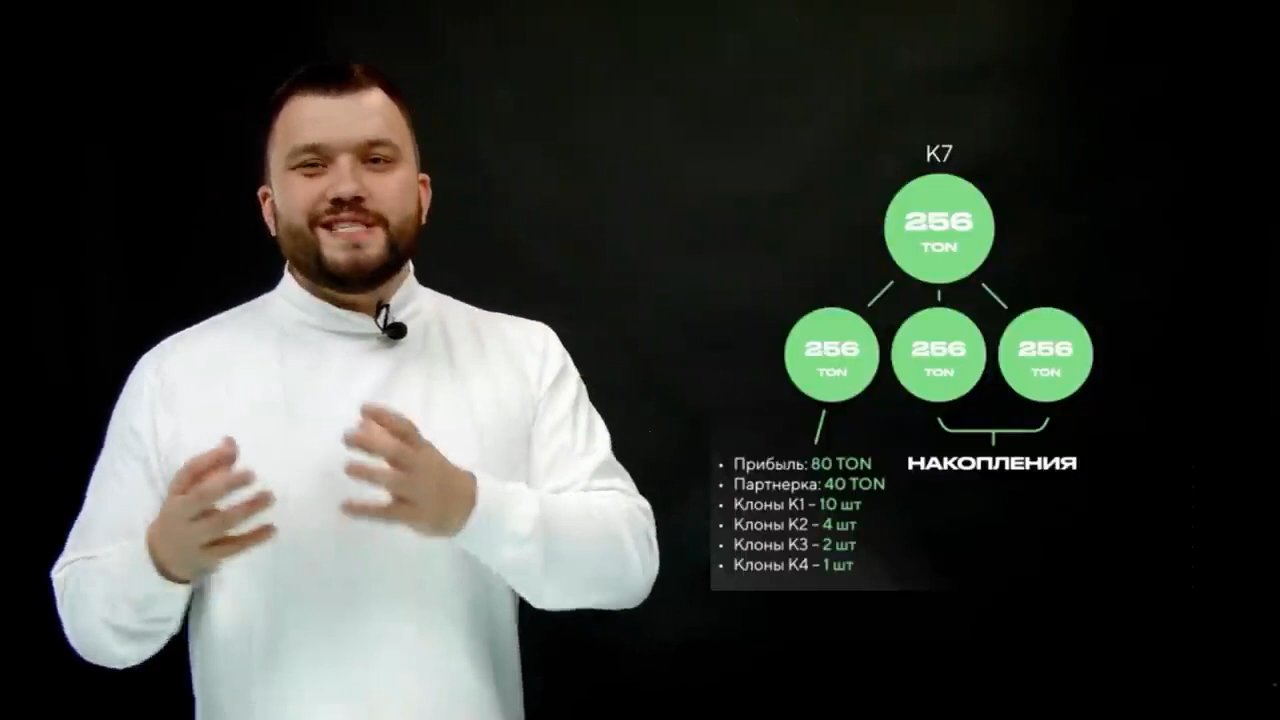 K7
256
TON
256
TON
256
TON
256
TON
• Прибыль: 80 TON
• Партнерка: 40 TON
• Клоны К1 – 10 шт
• Клоны К2 – 4 шт
• Клоны К3 – 2 шт
• Клоны К4 – 1 шт
НАКОПЛЕНИЯ